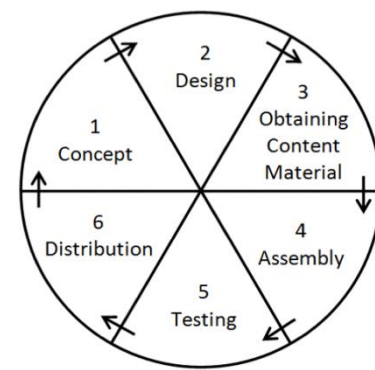 1
Concept
2
Design
3
Obtaining
Content
Material
4
Assembly
5
Testing
6
Distribution